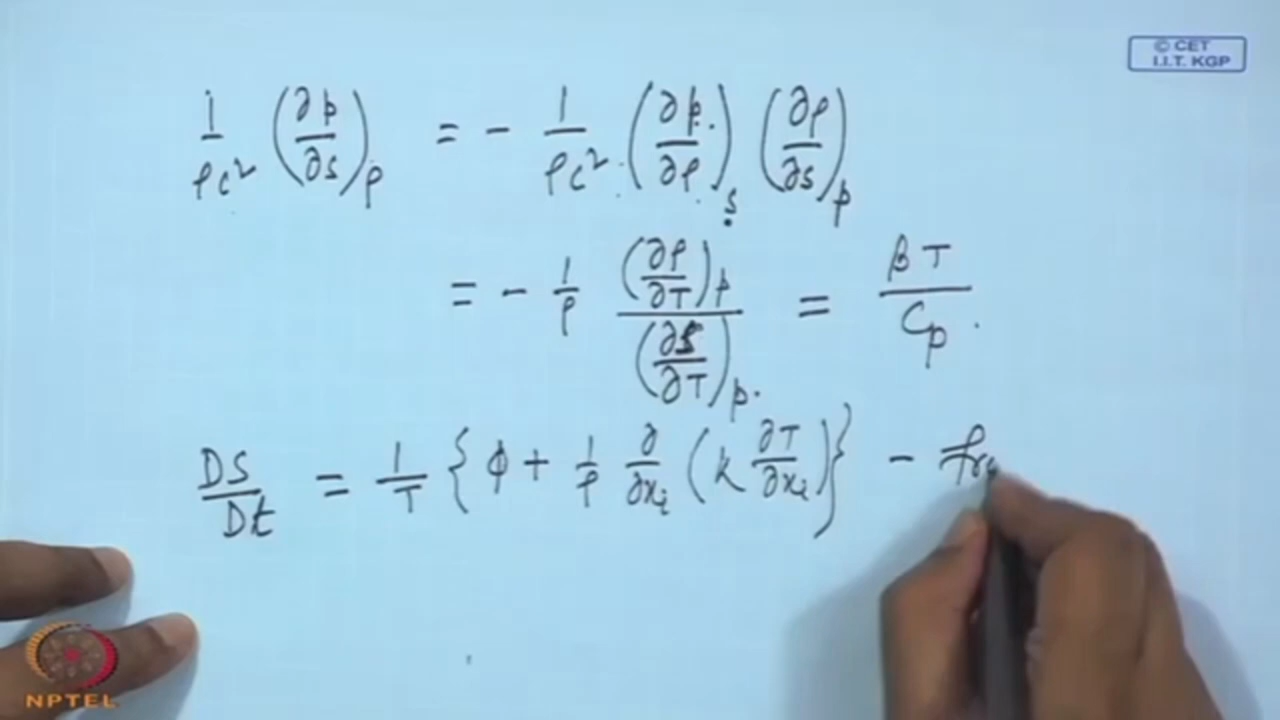 © CET
I.I.T. KGP
1/(ρc²) (∂p/∂s)_ρ = - 1/(ρc²) (∂p/∂ρ)_s (∂ρ/∂s)_p
= - 1/ρ (∂ρ/∂T)_p / (∂s/∂T)_p = βT/C_p.
DS/Dt = 1/T {ϕ + 1/ρ ∂/∂x_i (k ∂T/∂x_i)} -
NPTEL